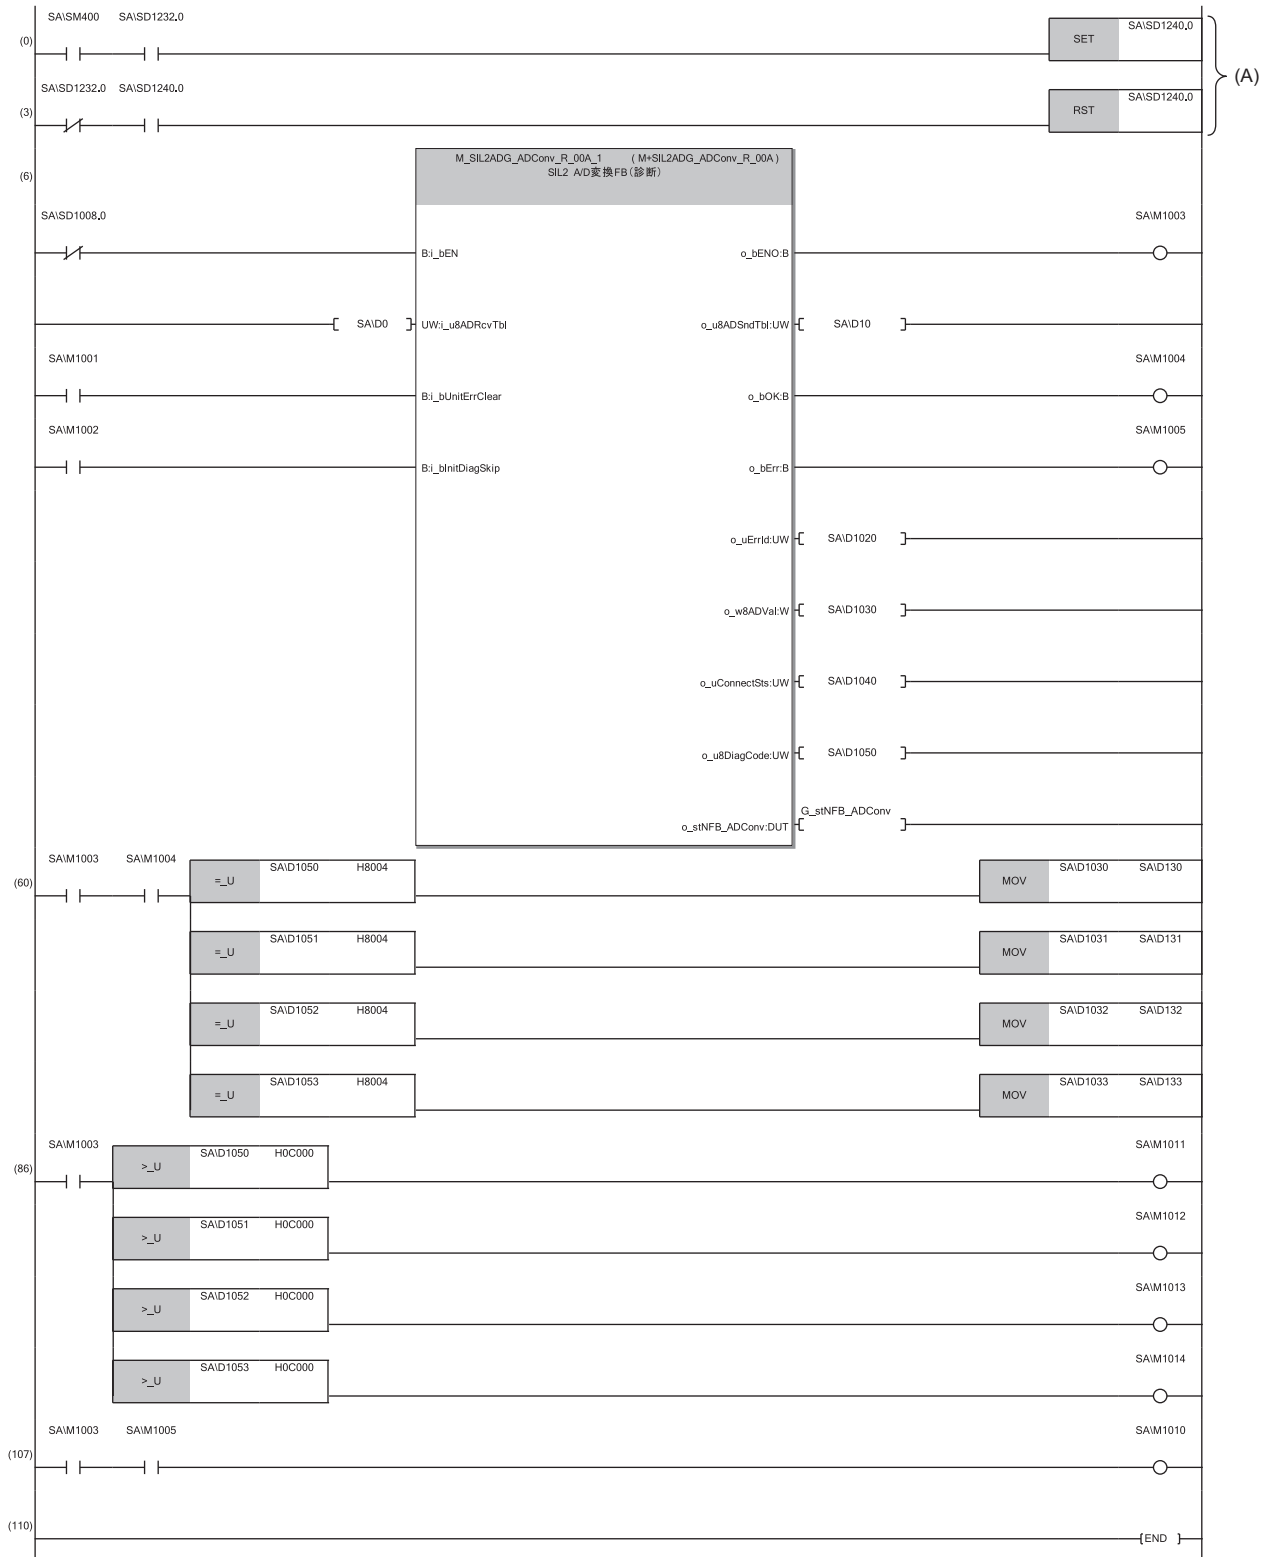 SA\SM400 SA\SD1232.0
(0) SET SA\SD1240.0
(A)
SA\SD1232.0 SA\SD1240.0
(3) RST SA\SD1240.0
M_SIL2ADG_ADConv_R_00A_1 ( M+SIL2ADG_ADConv_R_00A )
(6) SIL2 A/D変換FB(診断)
SA\SD1008.0 SA\M1003
B:i_bEN o_bENO:B
SA\D0 UW:i_u8ADRcvTbl o_u8ADSndTbl:UW SA\D10
SA\M1001 SA\M1004
B:i_bUnitErrClear o_bOK:B
SA\M1002 SA\M1005
B:i_bInitDiagSkip o_bErr:B
o_uErrId:UW SA\D1020
o_w8ADVal:W SA\D1030
o_uConnectSts:UW SA\D1040
o_u8DiagCode:UW SA\D1050
G_stNFB_ADConv
o_stNFB_ADConv:DUT
SA\M1003 SA\M1004
(60) =_U SA\D1050 H8004 MOV SA\D1030 SA\D130
=_U SA\D1051 H8004 MOV SA\D1031 SA\D131
=_U SA\D1052 H8004 MOV SA\D1032 SA\D132
=_U SA\D1053 H8004 MOV SA\D1033 SA\D133
SA\M1003 SA\M1011
(86) >_U SA\D1050 H0C000
SA\M1012
>_U SA\D1051 H0C000
SA\M1013
>_U SA\D1052 H0C000
SA\M1014
>_U SA\D1053 H0C000
SA\M1003 SA\M1005 SA\M1010
(107)
(110) END